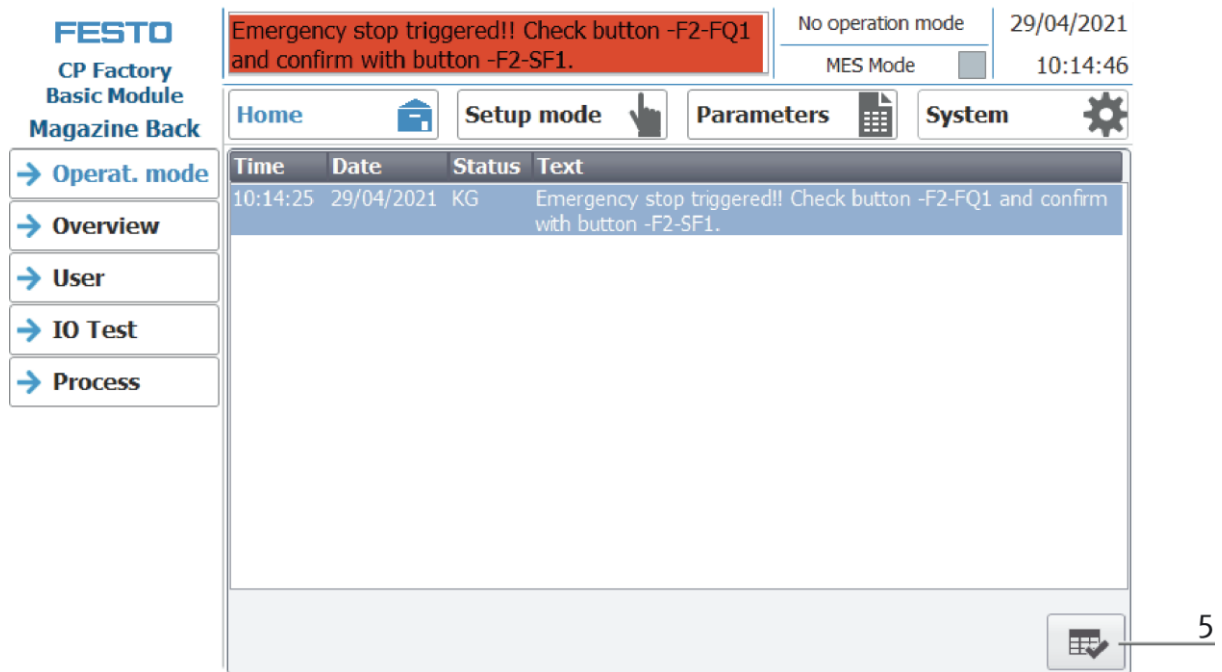 FESTO
CP Factory
Basic Module
Magazine Back
Emergency stop triggered!! Check button -F2-FQ1
and confirm with button -F2-SF1.
No operation mode
MES Mode
29/04/2021
10:14:46
Home
Setup mode
Parameters
System
Operat. mode
Overview
User
IO Test
Process
Time Date Status Text
10:14:25 29/04/2021 KG Emergency stop triggered!! Check button -F2-FQ1 and confirm
with button -F2-SF1.
5